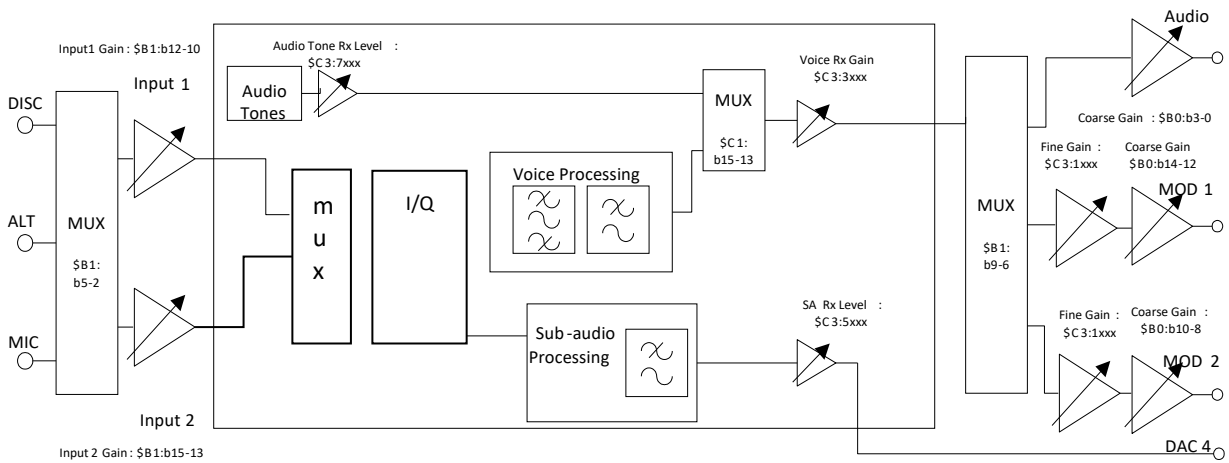 Audio
Input1 Gain : $B1:b12-10
Audio Tone Rx Level :
$C3:7xxx
Voice Rx Gain
$C3:3xxx
Input 1
DISC
Audio
Tones
MUX
$C1:
b15-13
Coarse Gain : $B0:b3-0
Fine Gain :
$C3:1xxx
Coarse Gain
$B0:b14-12
Voice Processing
MOD 1
m
u
x
I/Q
ALT
MUX
$B1:
b5-2
MUX
$B1:
b9-6
SA Rx Level :
$C3:5xxx
Fine Gain :
$C3:1xxx
Coarse Gain :
$B0:b10-8
Sub-audio
Processing
MIC
MOD 2
Input 2
Input 2 Gain : $B1:b15-13
DAC 4